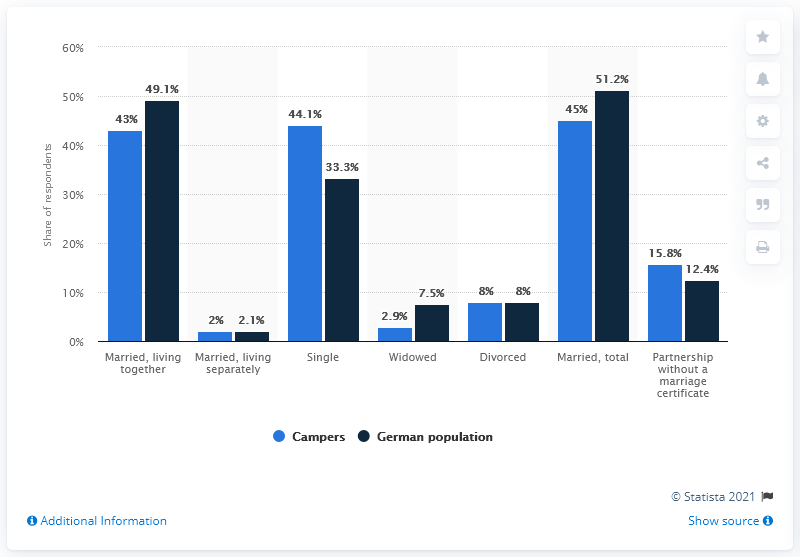 60%
50%
40%
30%
20%
10%
0%
Share of respondents
43%
49.1%
2%
2.1%
44.1%
33.3%
2.9%
7.5%
8%
8%
45%
51.2%
15.8%
12.4%
Married, living
together
Married, living
separately
Single
Widowed
Divorced
Married, total
Partnership
without a
marriage
certificate
Campers
German population
© Statista 2021
Additional Information
Show source